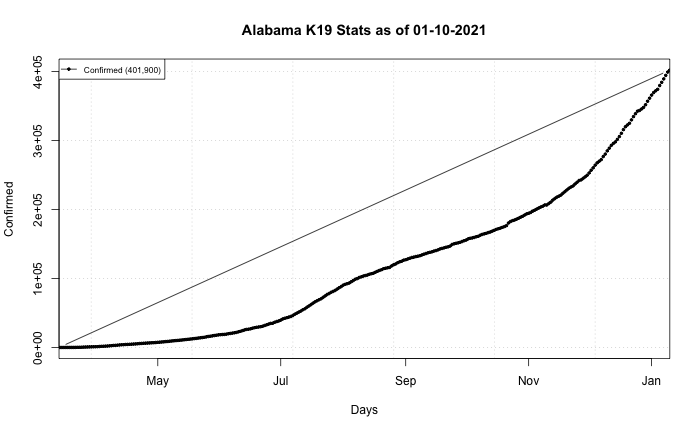 Alabama K19 Stats as of 01-10-2021
Confirmed (401,900)
4e+05
3e+05
2e+05
1e+05
0e+00
Confirmed
May Jul Sep Nov Jan
Days